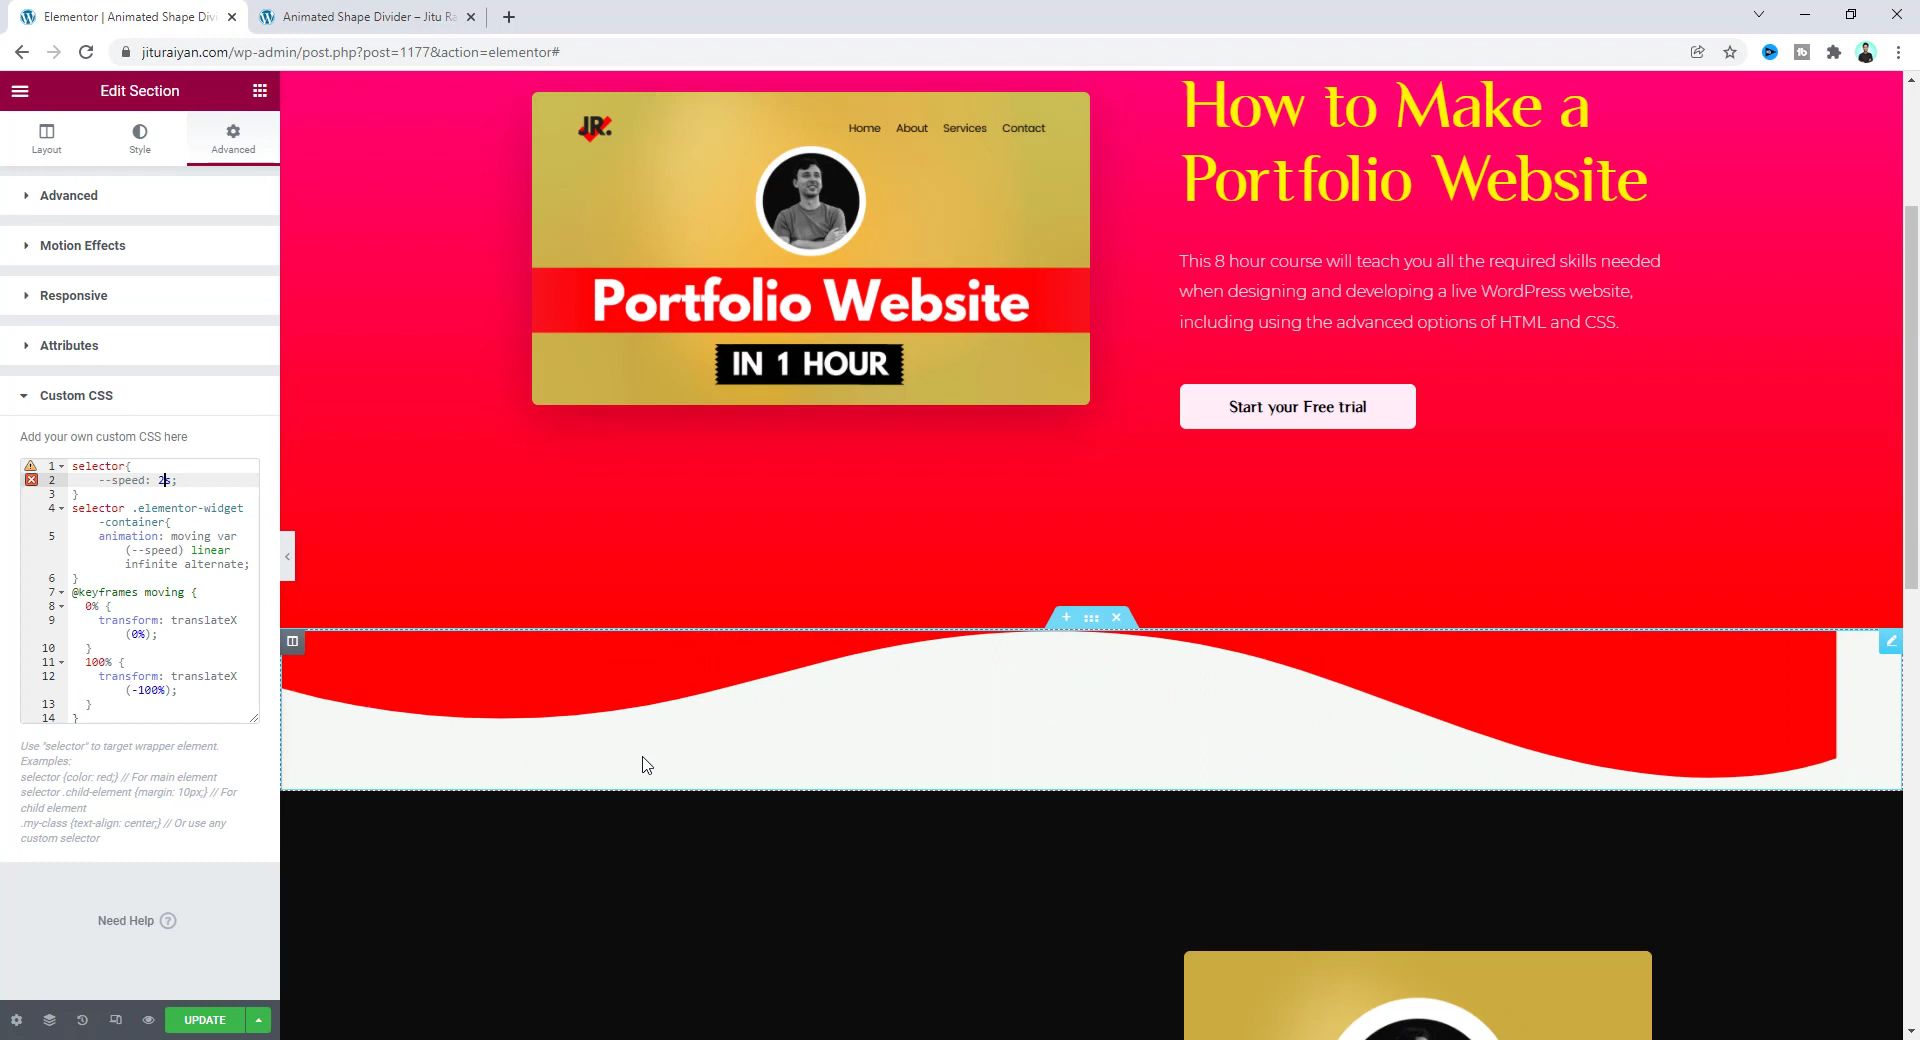 Elementor | Animated Shape Divi
Animated Shape Divider – Jitu Ra
jituraiyan.com/wp-admin/post.php?post=1177&action=elementor#
Edit Section
Layout
Style
Advanced
Advanced
Motion Effects
Responsive
Attributes
Custom CSS
Add your own custom CSS here
1 selector{
2 --speed: 2s;
3 }
4 selector .elementor-widget
-container{
5 animation: moving var
(--speed) linear
infinite alternate;
6 }
7 @keyframes moving {
8 0% {
9 transform: translateX
(0%);
10 }
11 100% {
12 transform: translateX
(-100%);
13 }
14 }
Use "selector" to target wrapper element.
Examples:
selector {color: red;} // For main element
selector .child-element {margin: 10px;} // For
child element
.my-class {text-align: center;} // Or use any
custom selector
Need Help ?
UPDATE
JR.
Home About Services Contact
Portfolio Website
IN 1 HOUR
How to Make a
Portfolio Website
This 8 hour course will teach you all the required skills needed
when designing and developing a live WordPress website,
including using the advanced options of HTML and CSS.
Start your Free trial